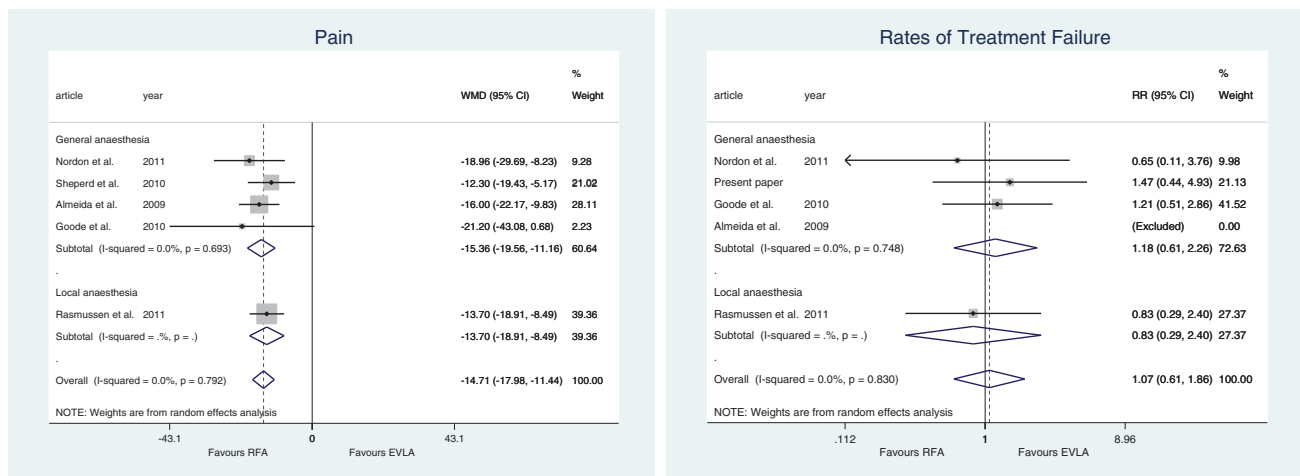 Pain
%
article year WMD (95% CI) Weight
General anaesthesia
Nordon et al. 2011 -18.96 (-29.69, -8.23) 9.28
Sheperd et al. 2010 -12.30 (-19.43, -5.17) 21.02
Almeida et al. 2009 -16.00 (-22.17, -9.83) 28.11
Goode et al. 2010 -21.20 (-43.08, 0.68) 2.23
Subtotal (I-squared = 0.0%, p = 0.693) -15.36 (-19.56, -11.16) 60.64
.
Local anaesthesia
Rasmussen et al. 2011 -13.70 (-18.91, -8.49) 39.36
Subtotal (I-squared = .%, p = .) -13.70 (-18.91, -8.49) 39.36
.
Overall (I-squared = 0.0%, p = 0.792) -14.71 (-17.98, -11.44) 100.00
NOTE: Weights are from random effects analysis
-43.1 0 43.1
Favours RFA Favours EVLA
Rates of Treatment Failure
%
article year RR (95% CI) Weight
General anaesthesia
Nordon et al. 2011 0.65 (0.11, 3.76) 9.98
Present paper 1.47 (0.44, 4.93) 21.13
Goode et al. 2010 1.21 (0.51, 2.86) 41.52
Almeida et al. 2009 (Excluded) 0.00
Subtotal (I-squared = 0.0%, p = 0.748) 1.18 (0.61, 2.26) 72.63
.
Local anaesthesia
Rasmussen et al. 2011 0.83 (0.29, 2.40) 27.37
Subtotal (I-squared = .%, p = .) 0.83 (0.29, 2.40) 27.37
.
Overall (I-squared = 0.0%, p = 0.830) 1.07 (0.61, 1.86) 100.00
NOTE: Weights are from random effects analysis
.112 1 8.96
Favours RFA Favours EVLA